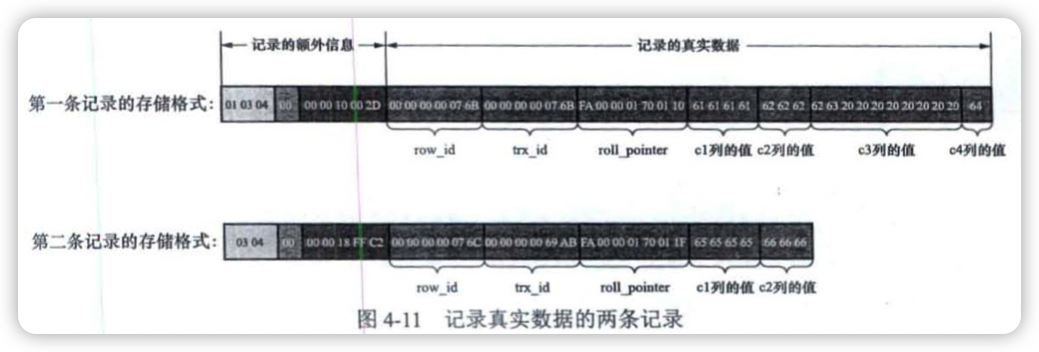 记录的额外信息 记录的真实数据
第一条记录的存储格式: 01 03 04 00 00 00 10 00 2D 00 00 00 00 07 6B 00 00 00 00 07 6B FA 00 00 01 70 01 10 61 61 61 61 62 62 62 62 63 20 20 20 20 20 20 20 20 64
row_id trx_id roll_pointer c1列的值 c2列的值 c3列的值 c4列的值
第二条记录的存储格式: 03 04 00 00 00 18 FF C2 00 00 00 00 07 6C 00 00 00 00 69 AB FA 00 00 01 70 01 1F 65 65 65 65 66 66 66
row_id trx_id roll_pointer c1列的值 c2列的值
图 4-11 记录真实数据的两条记录